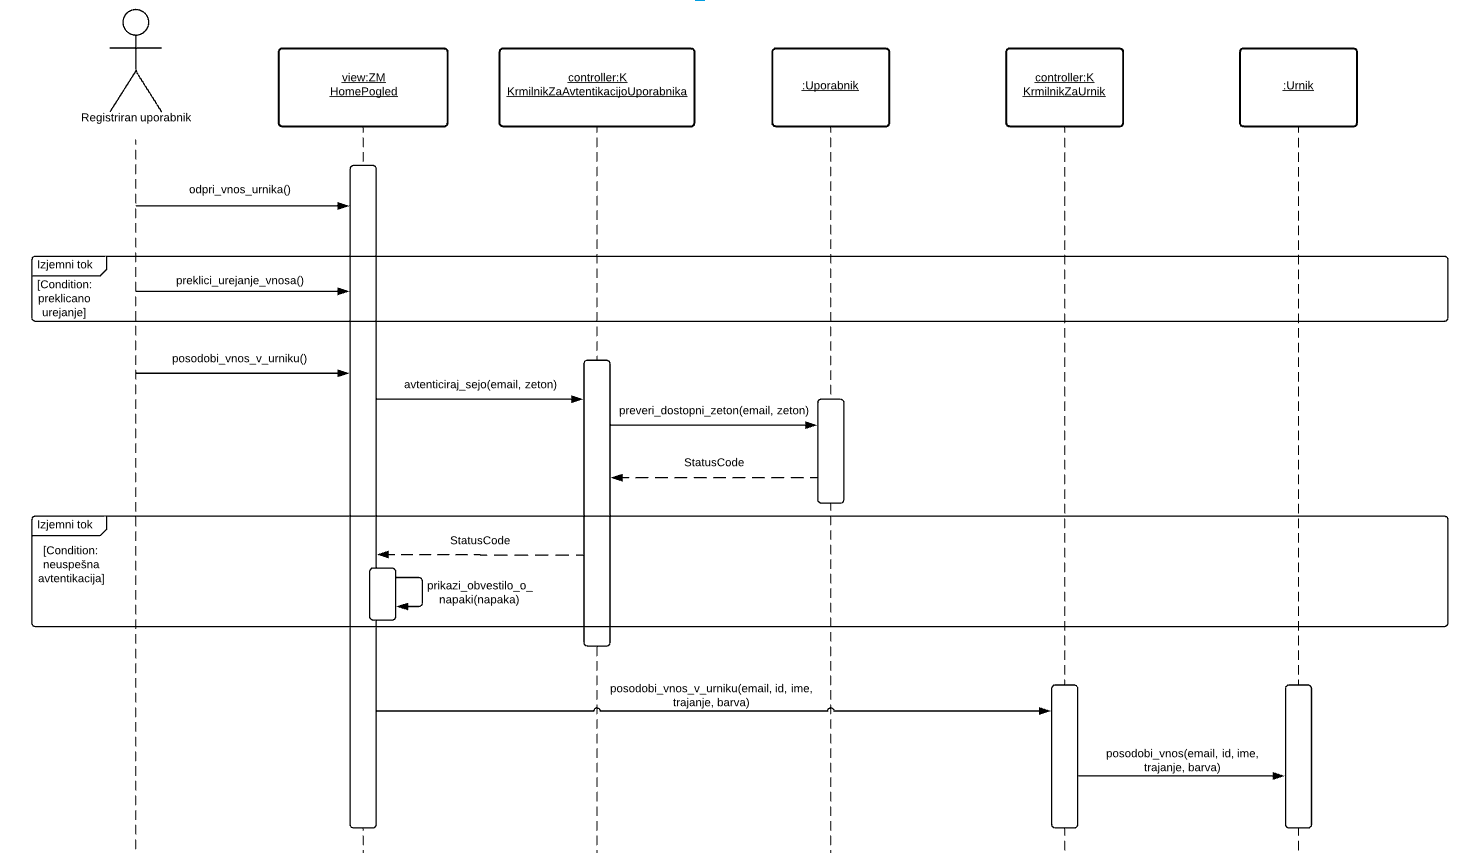 Registriran uporabnik
view:ZM
HomePogled
controller:K
KrmilnikZaAvtentikacijoUporabnika
:Uporabnik
controller:K
KrmilnikZaUrnik
:Urnik
odpri_vnos_urnika()
Izjemni tok
[Condition:
preklicano
urejanje]
preklici_urejanje_vnosa()
posodobi_vnos_v_urniku()
avtenticiraj_sejo(email, zeton)
preveri_dostopni_zeton(email, zeton)
StatusCode
Izjemni tok
[Condition:
neuspešna
avtentikacija]
StatusCode
prikazi_obvestilo_o_
napaki(napaka)
posodobi_vnos_v_urniku(email, id, ime,
trajanje, barva)
posodobi_vnos(email, id, ime,
trajanje, barva)